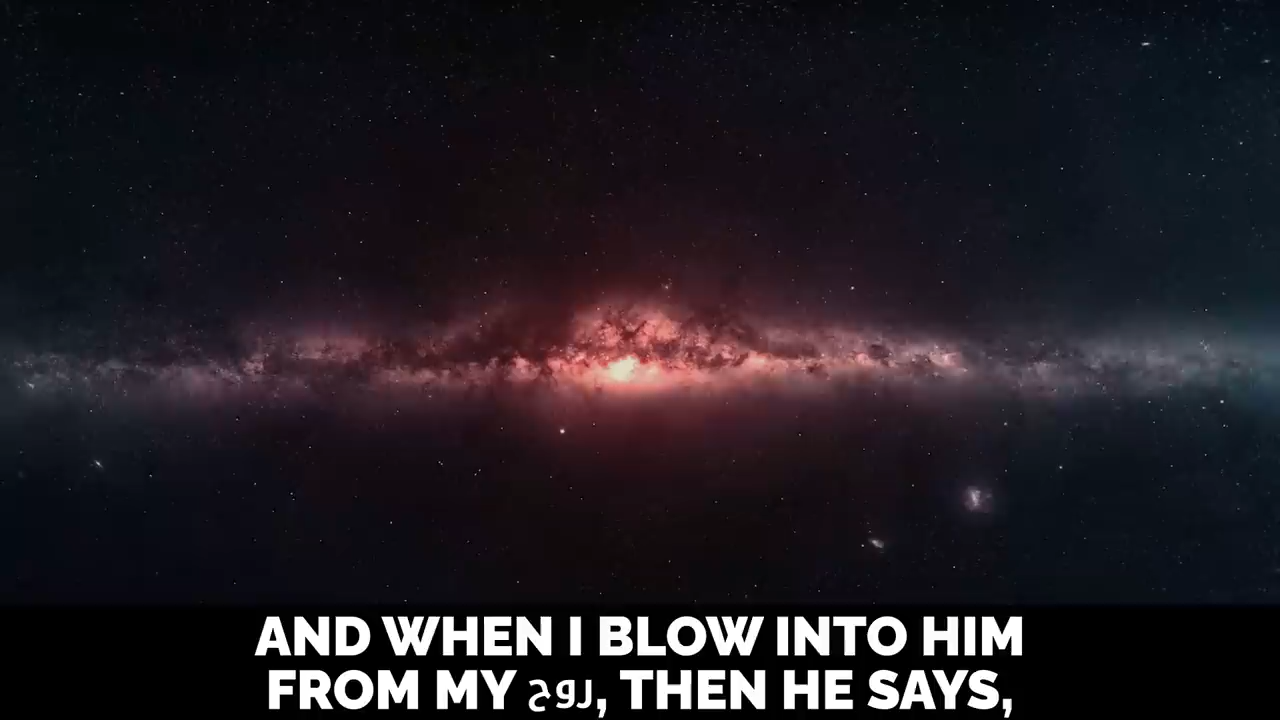 AND WHEN I BLOW INTO HIM
FROM MY روح, THEN HE SAYS,